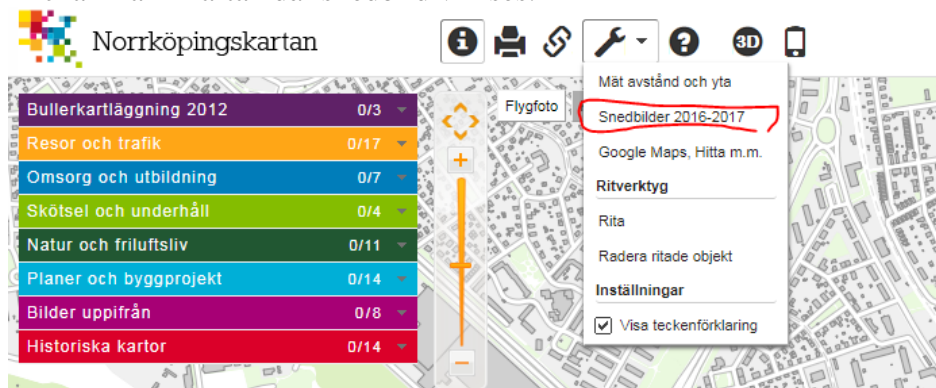 Norrköpingskartan
3D
Bullerkartläggning 2012 0/3
Resor och trafik 0/17
Omsorg och utbildning 0/7
Skötsel och underhåll 0/4
Natur och friluftsliv 0/11
Planer och byggprojekt 0/14
Bilder uppifrån 0/8
Historiska kartor 0/14
Flygfoto
Mät avstånd och yta
Snedbilder 2016-2017
Google Maps, Hitta m.m.
Ritverktyg
Rita
Radera ritade objekt
Inställningar
Visa teckenförklaring